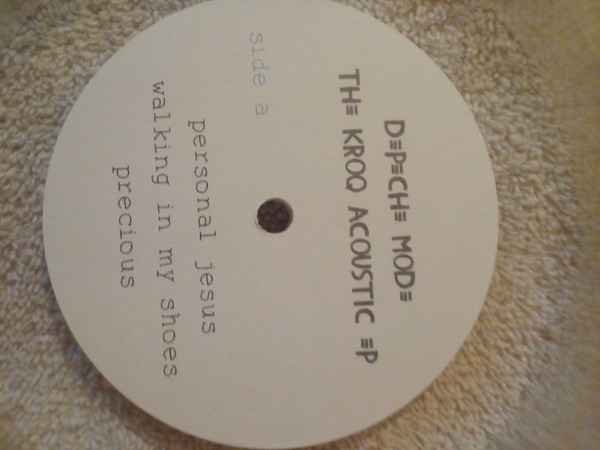 D≡P≡CH≡ MOD≡
TH≡ KROQ ACOUSTIC ≡P
side a
personal jesus
walking in my shoes
precious